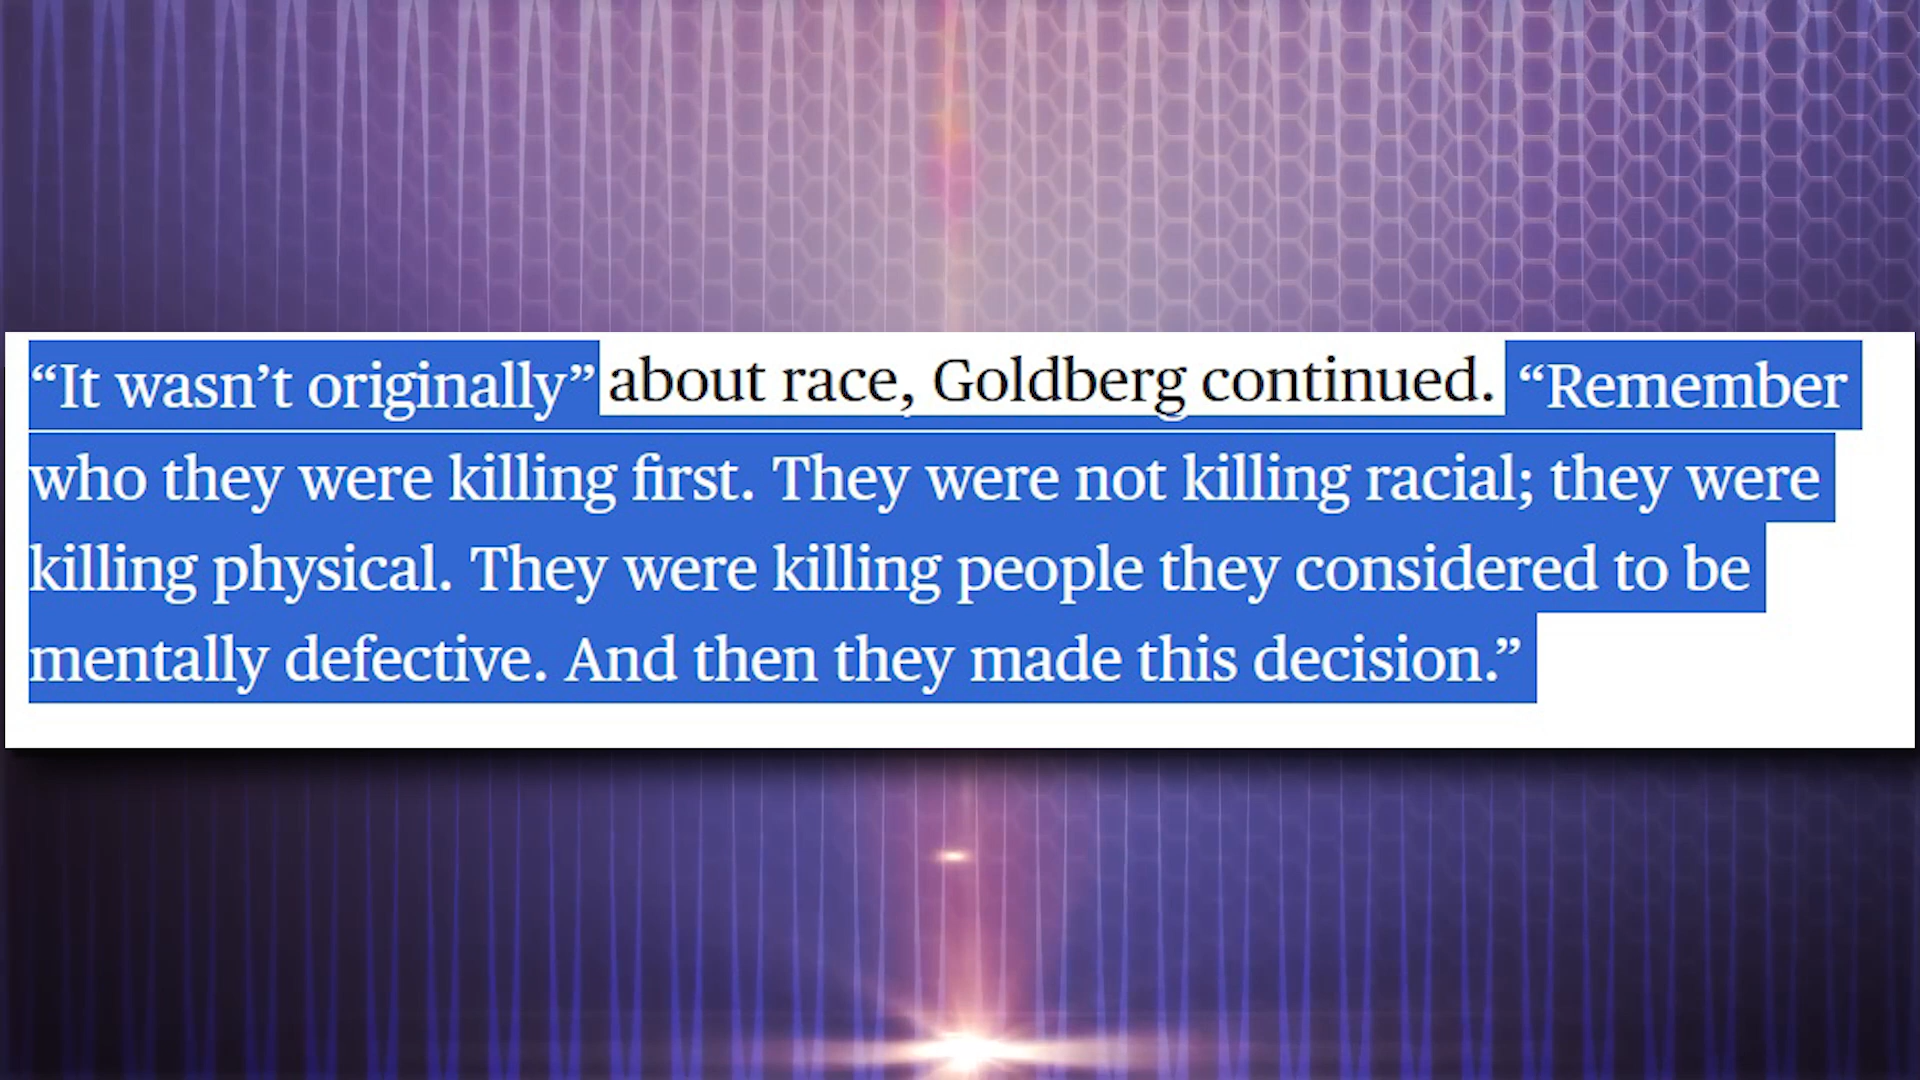 “It wasn’t originally” about race, Goldberg continued. “Remember
who they were killing first. They were not killing racial; they were
killing physical. They were killing people they considered to be
mentally defective. And then they made this decision.”